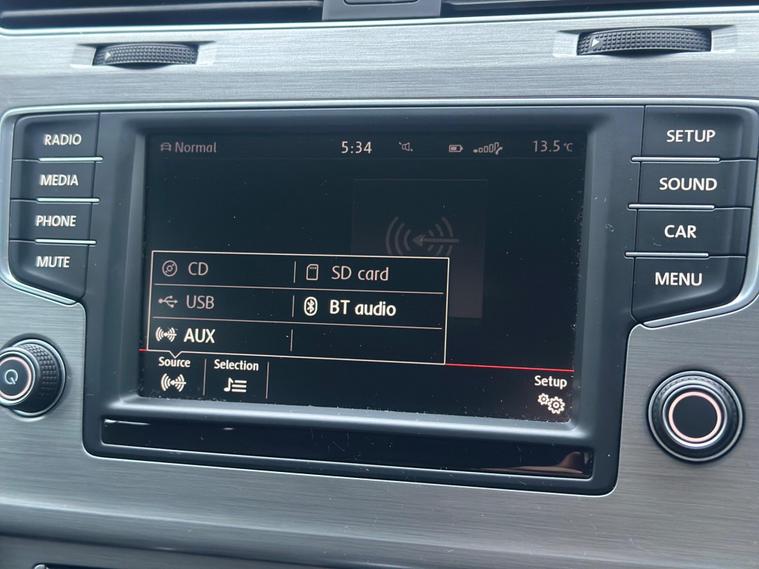 RADIO
MEDIA
PHONE
MUTE
Normal
5:34
13.5 °C
CD
SD card
USB
BT audio
AUX
Source
Selection
Setup
SETUP
SOUND
CAR
MENU